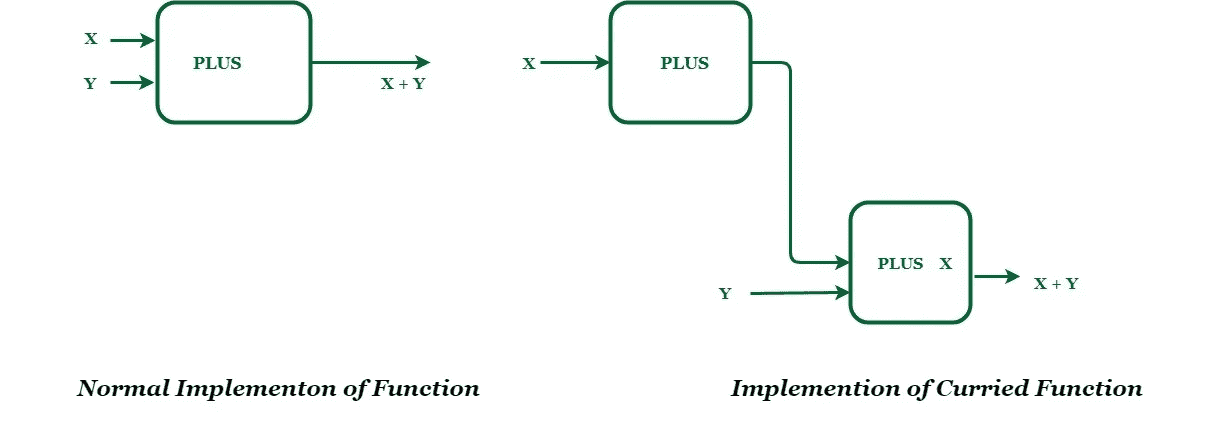 X
Y
PLUS
X + Y
Normal Implementon of Function
X
PLUS
Y
PLUS X
X + Y
Implemention of Curried Function